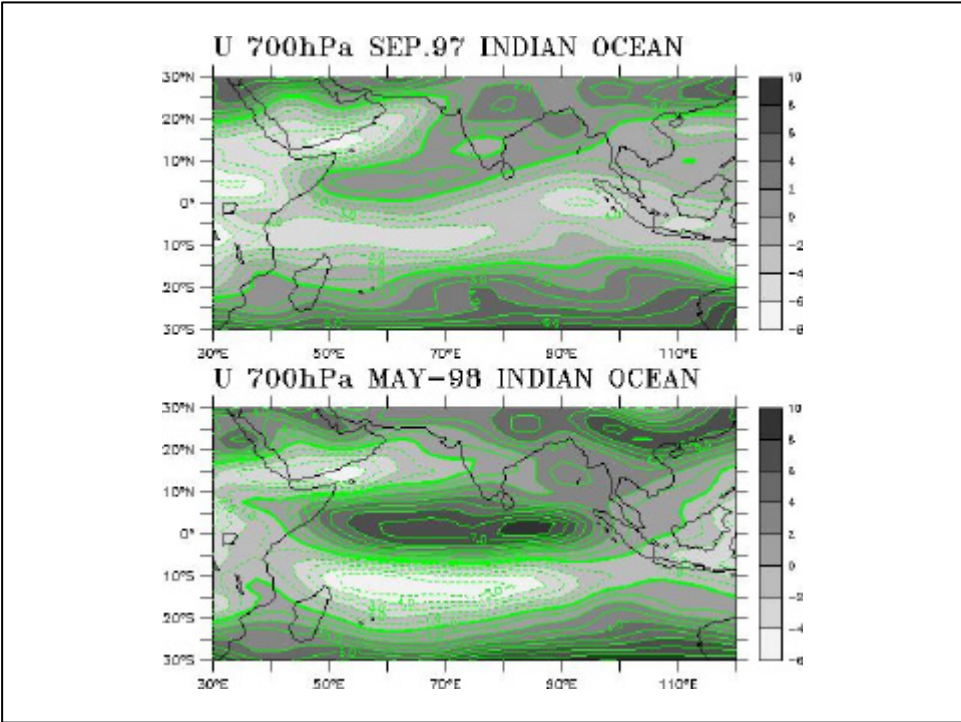 U 700hPa SEP.97 INDIAN OCEAN
30°N
20°N
10°N
0°
10°S
20°S
30°S
30°E
50°E
70°E
90°E
110°E
10
8
6
4
2
0
-2
-4
-6
-8
U 700hPa MAY-98 INDIAN OCEAN
30°N
20°N
10°N
0°
10°S
20°S
30°S
30°E
50°E
70°E
90°E
110°E
10
8
6
4
2
0
-2
-4
-6